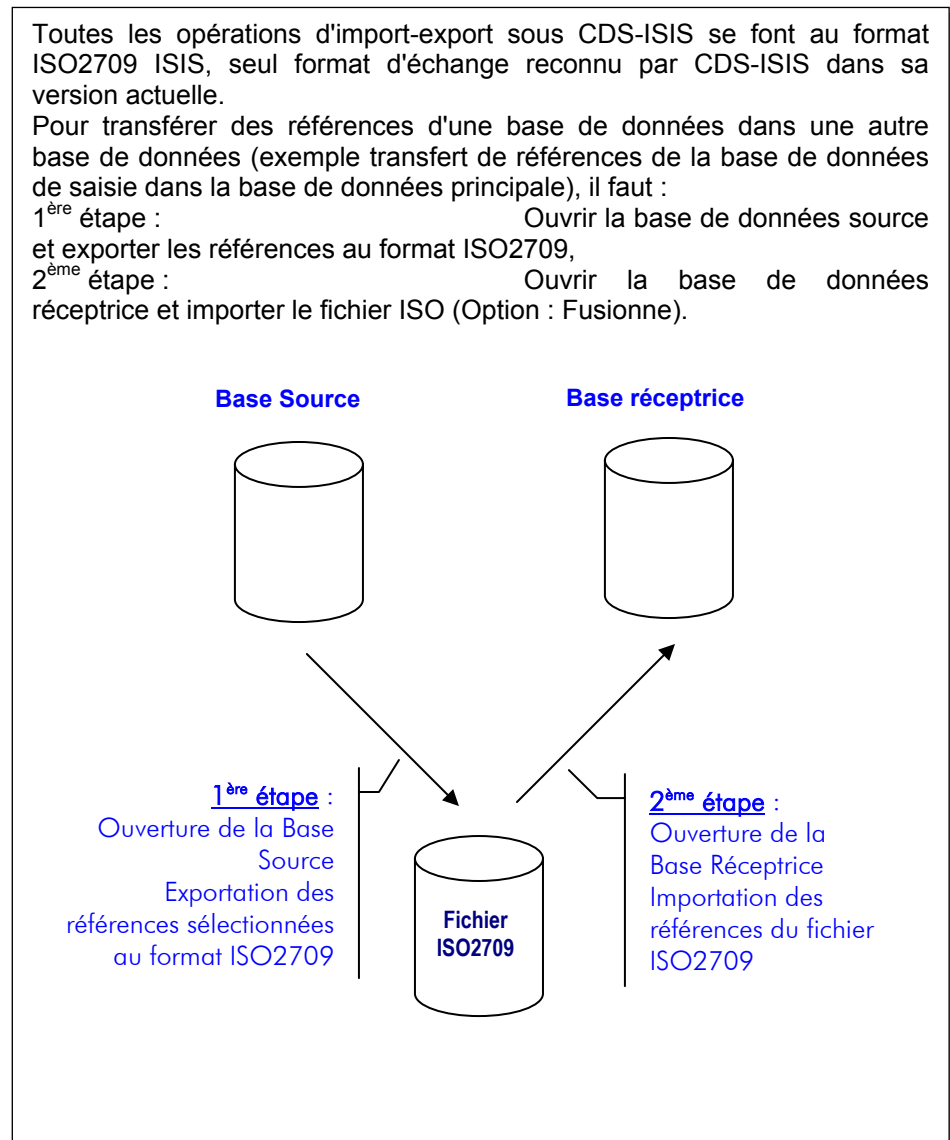 Toutes les opérations d'import-export sous CDS-ISIS se font au format
ISO2709 ISIS, seul format d'échange reconnu par CDS-ISIS dans sa
version actuelle.
Pour transférer des références d'une base de données dans une autre
base de données (exemple transfert de références de la base de données
de saisie dans la base de données principale), il faut :
1ère étape : Ouvrir la base de données source
et exporter les références au format ISO2709,
2ème étape : Ouvrir la base de données
réceptrice et importer le fichier ISO (Option : Fusionne).
Base Source
Base réceptrice
1ère étape :
Ouverture de la Base
Source
Exportation des
références sélectionnées
au format ISO2709
Fichier
ISO2709
2ème étape :
Ouverture de la
Base Réceptrice
Importation des
références du fichier
ISO2709